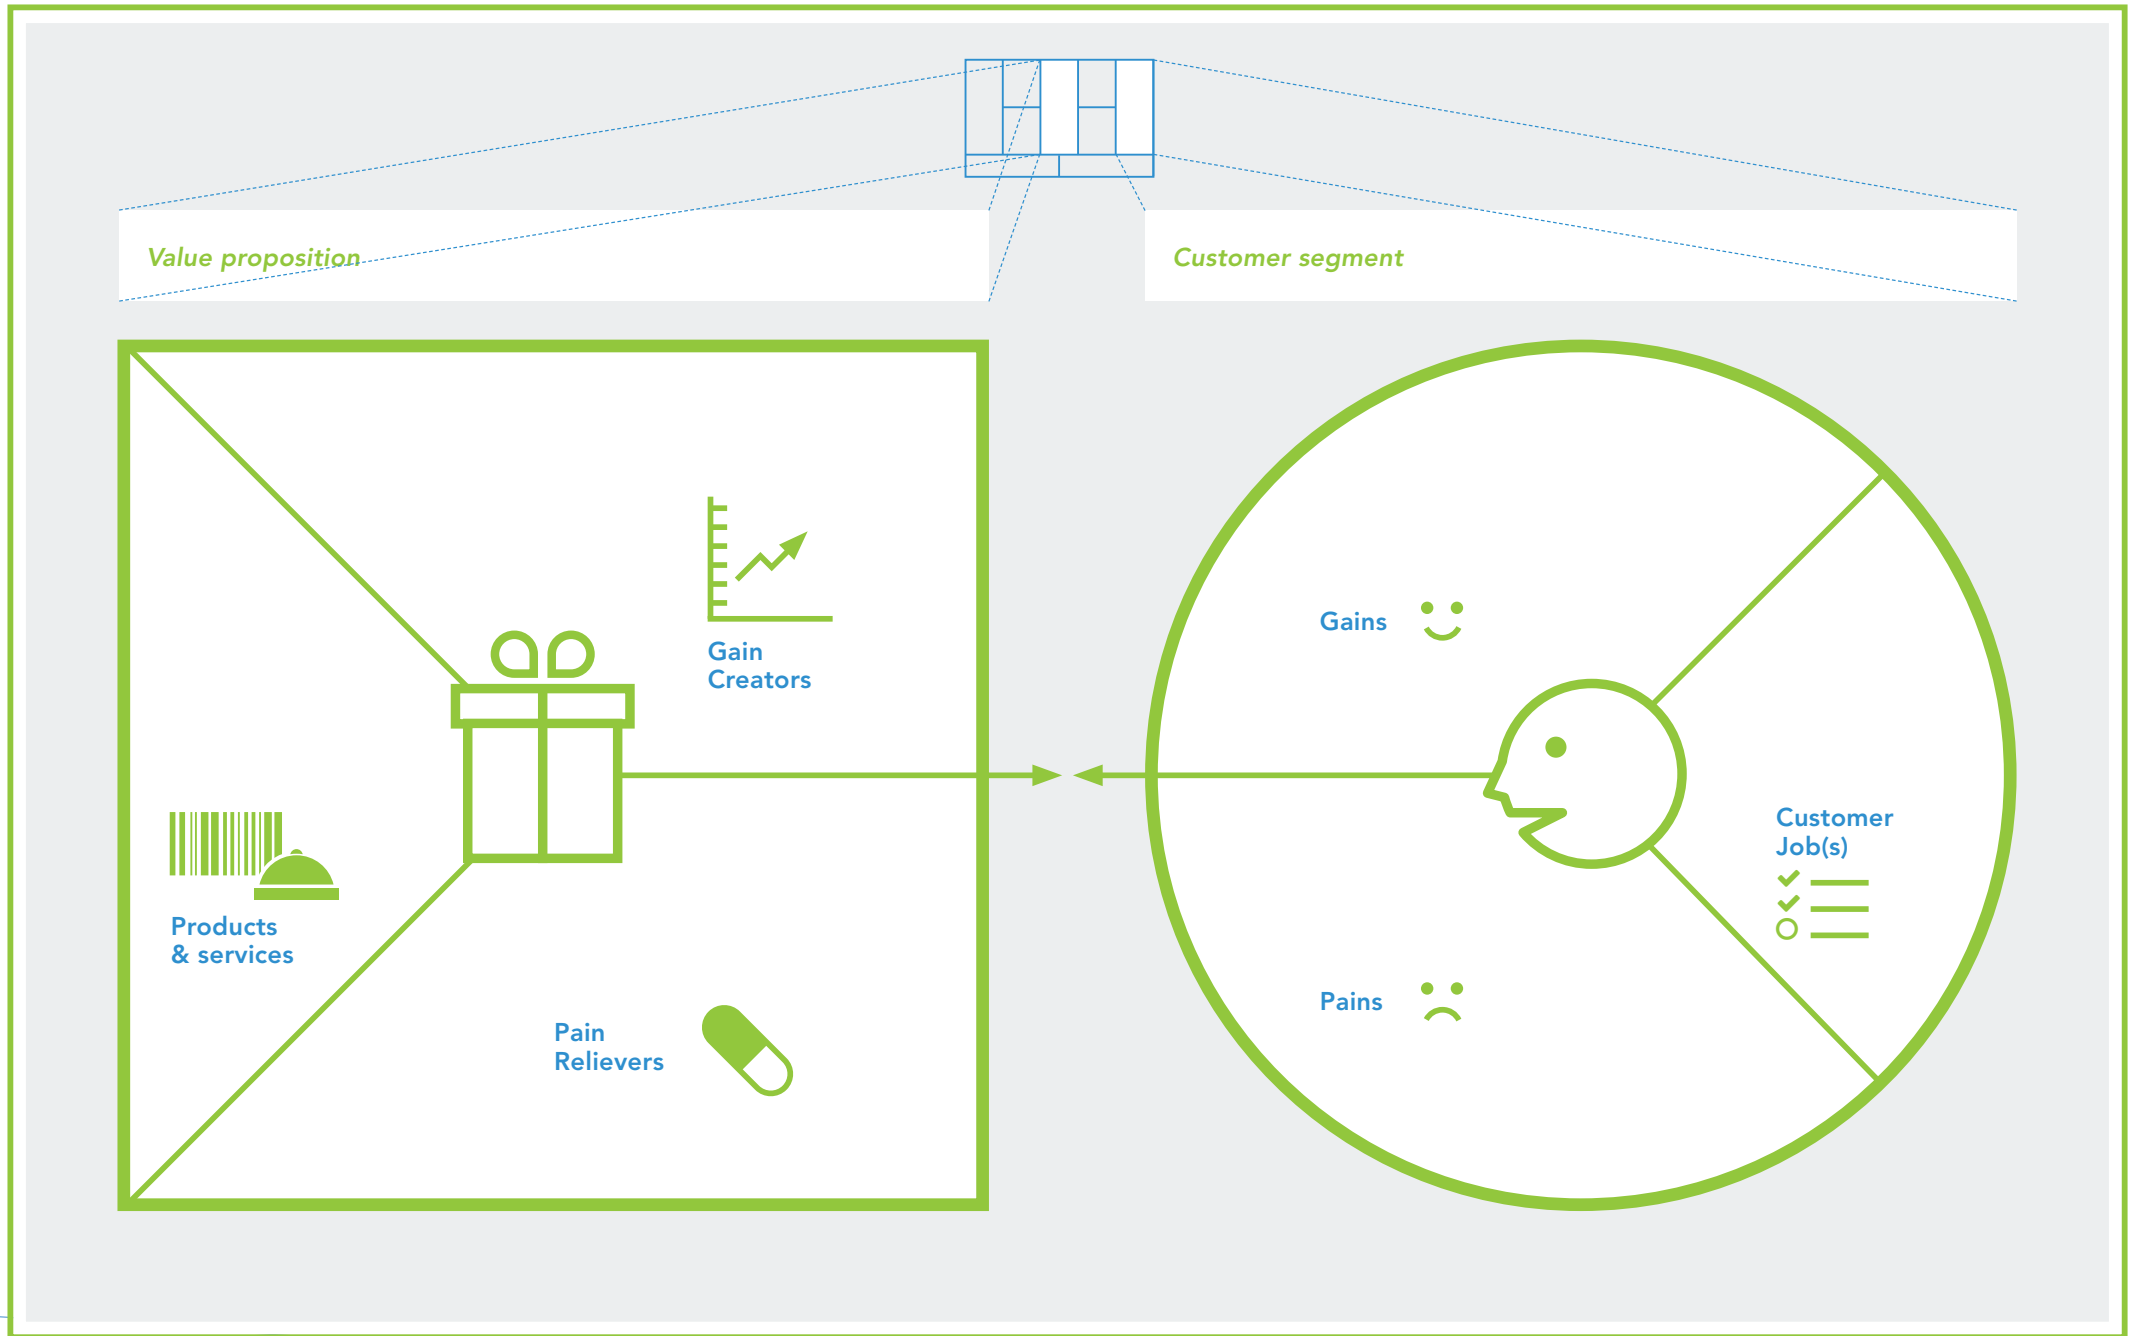 Value proposition
Customer segment
Gain
Creators
Products
& services
Pain
Relievers
Gains
Pains
Customer
Job(s)